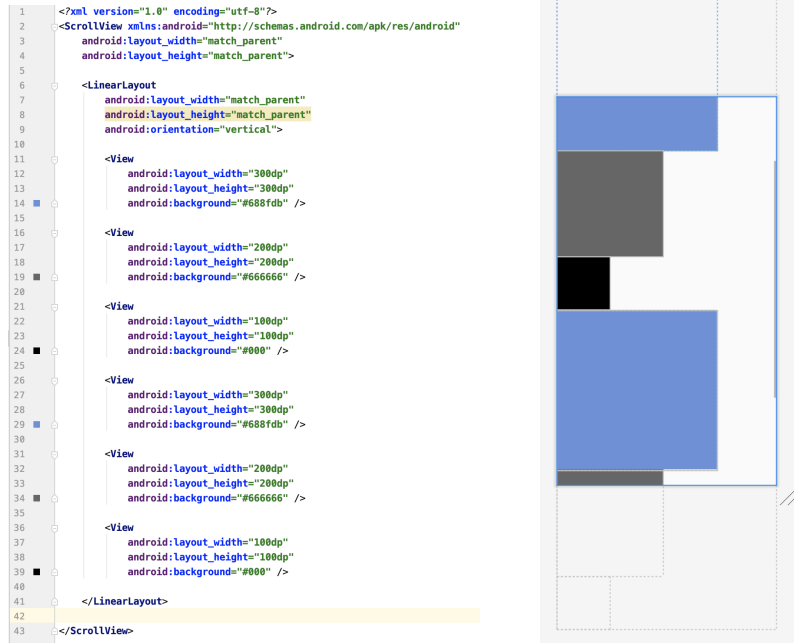 1 <?xml version="1.0" encoding="utf-8"?>
2 <ScrollView xmlns:android="http://schemas.android.com/apk/res/android"
3     android:layout_width="match_parent"
4     android:layout_height="match_parent">
5
6     <LinearLayout
7         android:layout_width="match_parent"
8         android:layout_height="match_parent"
9         android:orientation="vertical">
10
11         <View
12             android:layout_width="300dp"
13             android:layout_height="300dp"
14             android:background="#688fdb" />
15
16         <View
17             android:layout_width="200dp"
18             android:layout_height="200dp"
19             android:background="#666666" />
20
21         <View
22             android:layout_width="100dp"
23             android:layout_height="100dp"
24             android:background="#000" />
25
26         <View
27             android:layout_width="300dp"
28             android:layout_height="300dp"
29             android:background="#688fdb" />
30
31         <View
32             android:layout_width="200dp"
33             android:layout_height="200dp"
34             android:background="#666666" />
35
36         <View
37             android:layout_width="100dp"
38             android:layout_height="100dp"
39             android:background="#000" />
40
41     </LinearLayout>
42
43 </ScrollView>